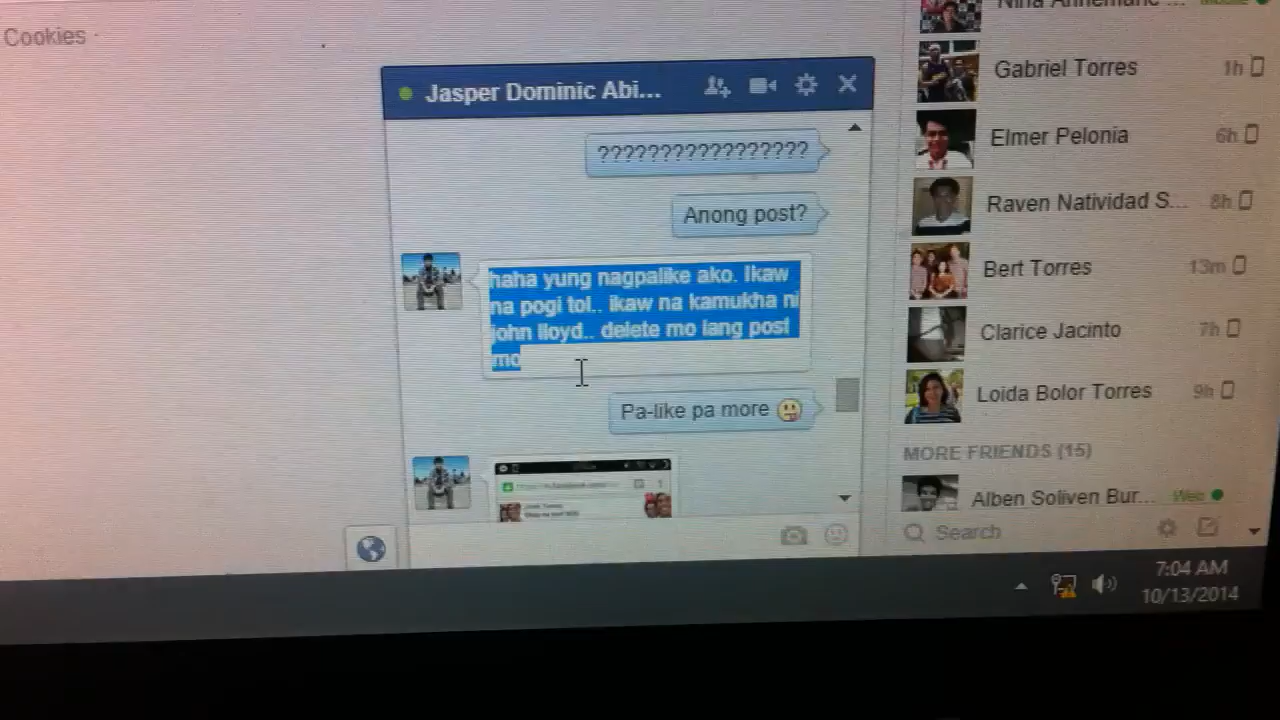 Cookies ·
Jasper Dominic Abi...
?????????????????
Anong post?
haha yung nagpalike ako. Ikaw
na pogi tol.. ikaw na kamukha ni
john lloyd.. delete mo lang post
mo
Pa-like pa more
Gabriel Torres 1h
Elmer Pelonia 6h
Raven Natividad S... 8h
Bert Torres 13m
Clarice Jacinto 7h
Loida Bolor Torres 9h
MORE FRIENDS (15)
Alben Soliven Bur... Web
Search
7:04 AM
10/13/2014